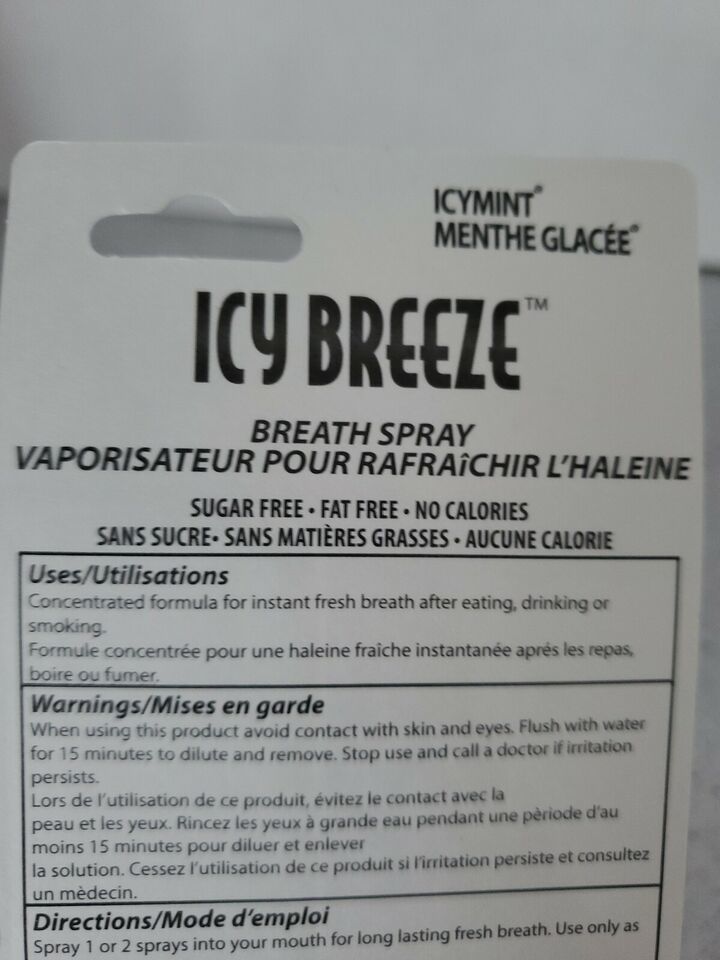 ICYMINT®
MENTHE GLACÉE®
ICY BREEZE™
BREATH SPRAY
VAPORISATEUR POUR RAFRAîCHIR L'HALEINE
SUGAR FREE • FAT FREE • NO CALORIES
SANS SUCRE• SANS MATIÈRES GRASSES • AUCUNE CALORIE
Uses/Utilisations
Concentrated formula for instant fresh breath after eating, drinking or
smoking.
Formule concentrée pour une haleine fraîche instantanée aprés les repas,
boire ou fumer.
Warnings/Mises en garde
When using this product avoid contact with skin and eyes. Flush with water
for 15 minutes to dilute and remove. Stop use and call a doctor if irritation
persists.
Lors de l'utilisation de ce produit, évitez le contact avec la
peau et les yeux. Rincez les yeux à grande eau pendant une pèriode d'au
moins 15 minutes pour diluer et enlever
la solution. Cessez l'utilisation de ce produit si l'irritation persiste et consultez
un mèdecin.
Directions/Mode d'emploi
Spray 1 or 2 sprays into your mouth for long lasting fresh breath. Use only as